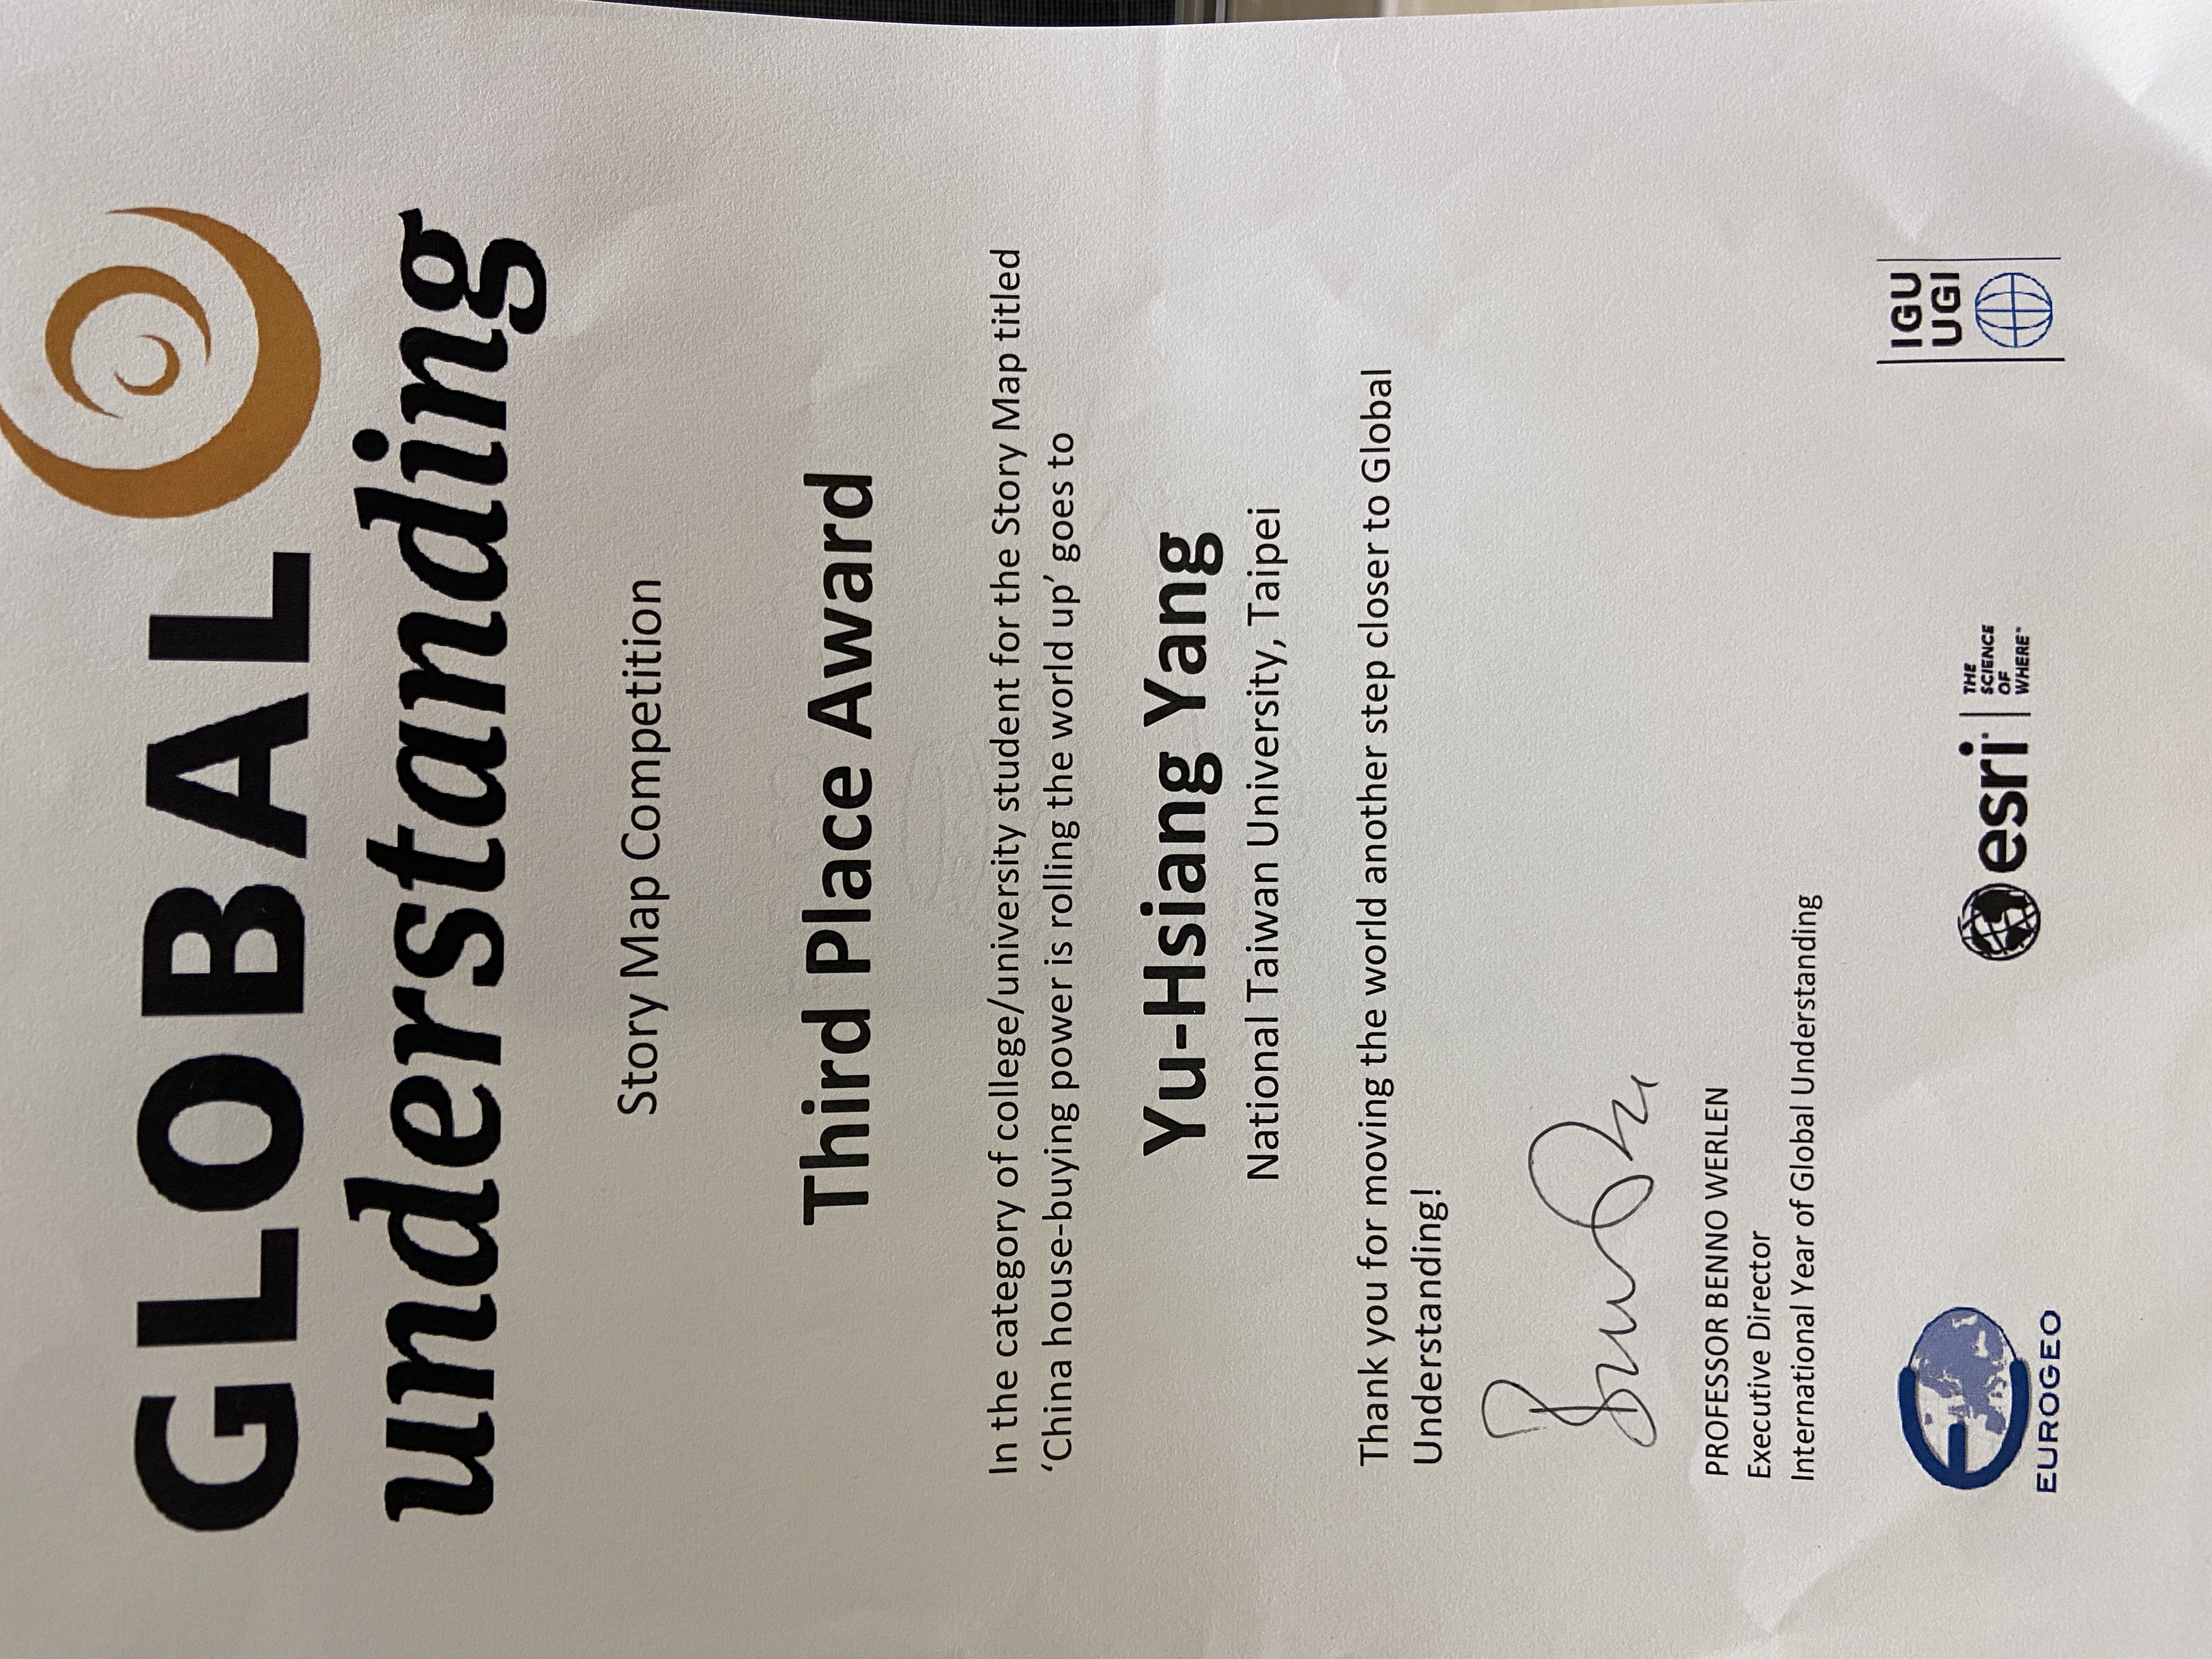 GLOBAL
understanding
Story Map Competition
Third Place Award
In the category of college/university student for the Story Map titled
‘China house-buying power is rolling the world up’ goes to
Yu-Hsiang Yang
National Taiwan University, Taipei
Thank you for moving the world another step closer to Global
Understanding!
PROFESSOR BENNO WERLEN
Executive Director
International Year of Global Understanding
EUROGEO
esri
THE
SCIENCE
OF
WHERE™
IGU
UGI